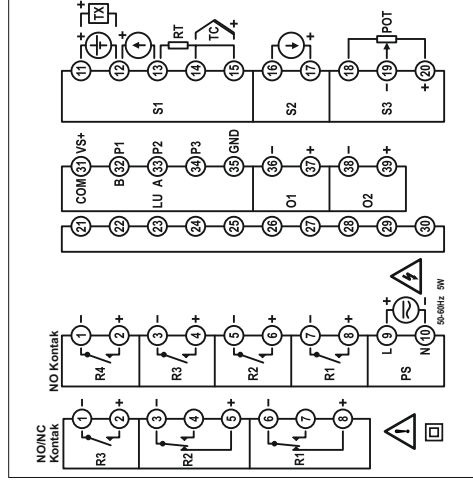 + TX
+ + RT TC +
11 12 13 14 15 16 17 18 19 20
− + POT
S1 S2 S3
VS+ P1 P2 P3 GND − + − +
31 32 33 34 35 36 37 38 39
COM B A
LU O1 O2
21 22 23 24 25 26 27 28 29 30
NO Kontak
− + − + − + − + + −
1 2 3 4 5 6 7 8 9 10
L N
R4 R3 R2 R1 PS
50-60Hz 5W
NO/NC
Kontak
− + − + − +
1 2 3 4 5 6 7 8
R3 R2 R1